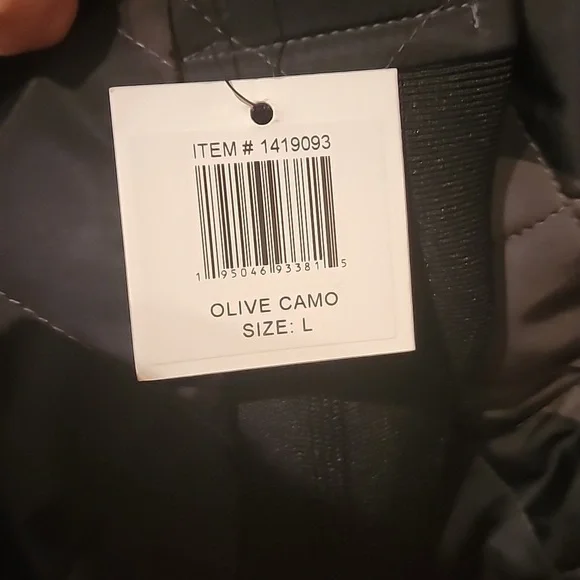 ITEM # 1419093
1 95046 93381 5
OLIVE CAMO
SIZE: L